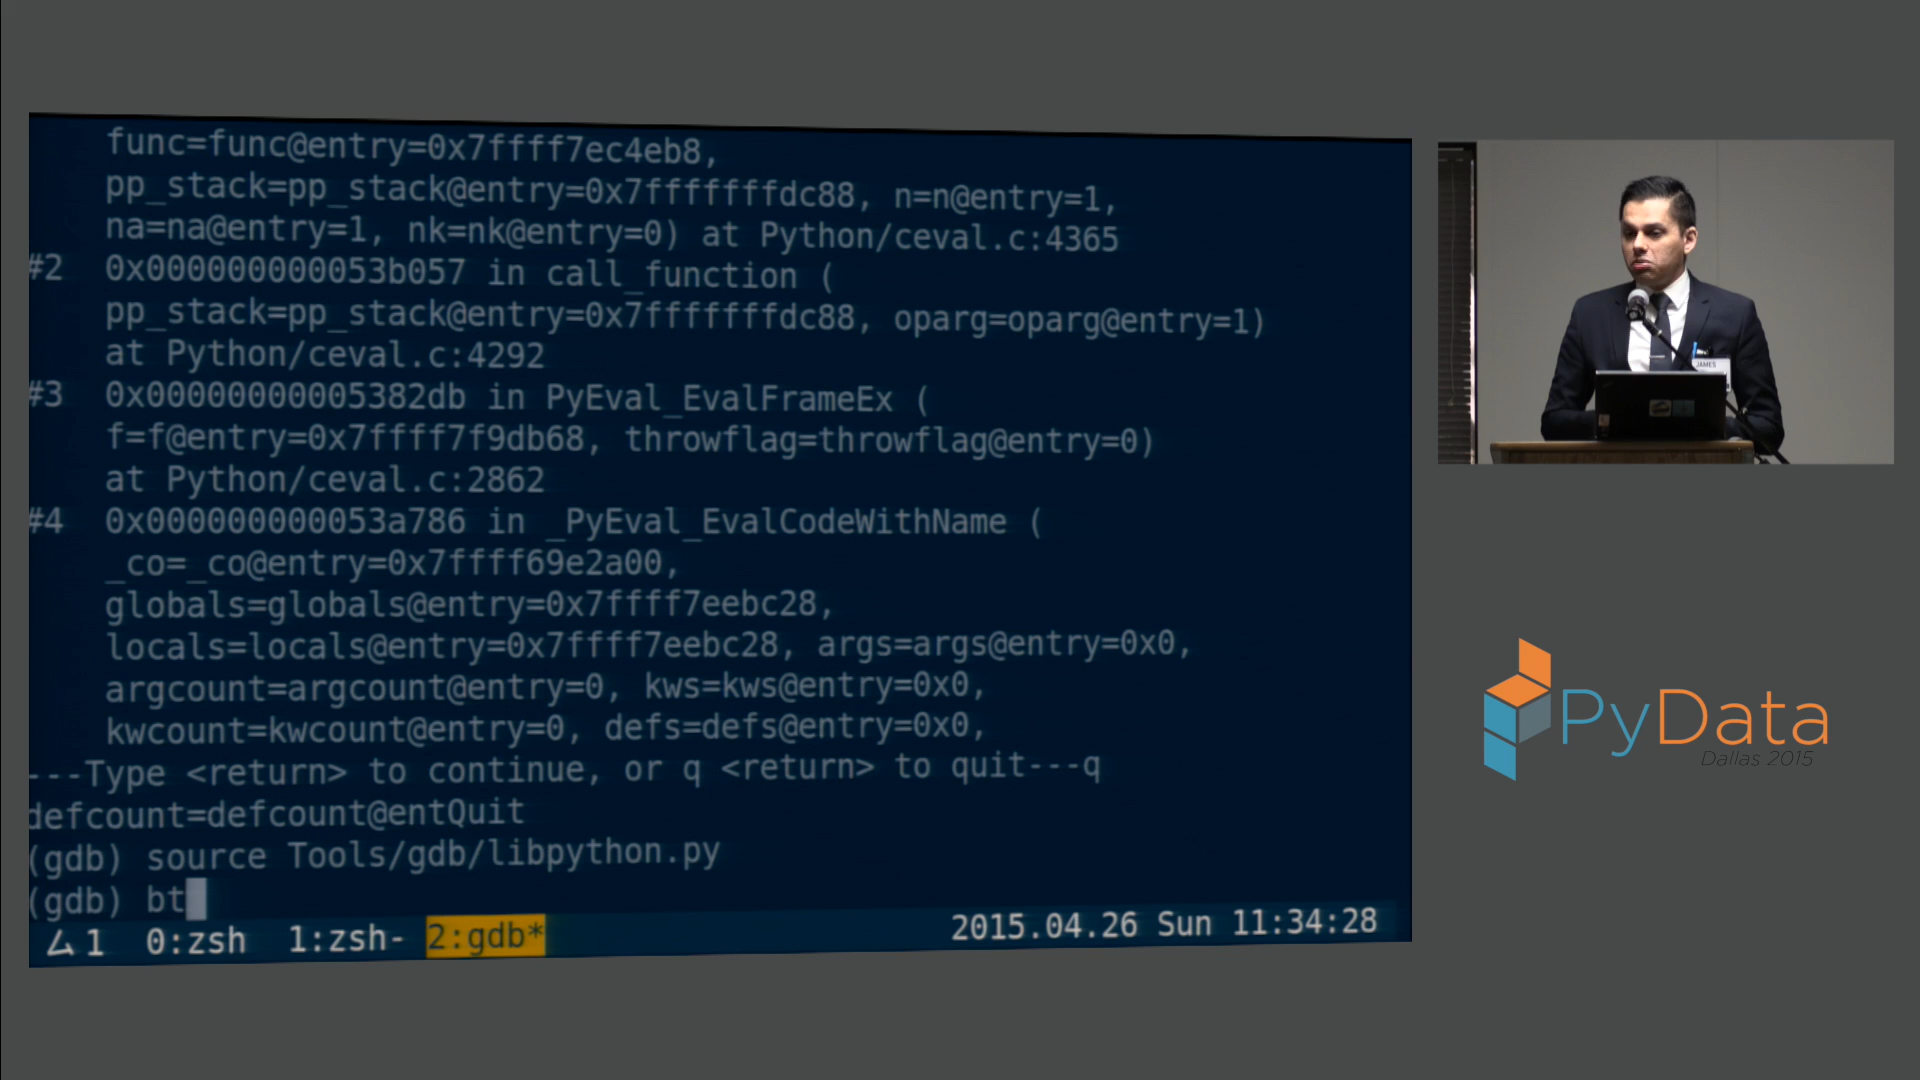 func=func@entry=0x7ffff7ec4eb8,
pp_stack=pp_stack@entry=0x7fffffffdc88, n=n@entry=1,
na=na@entry=1, nk=nk@entry=0) at Python/ceval.c:4365
#2 0x000000000053b057 in call_function (
pp_stack=pp_stack@entry=0x7fffffffdc88, oparg=oparg@entry=1)
at Python/ceval.c:4292
#3 0x00000000005382db in PyEval_EvalFrameEx (
f=f@entry=0x7ffff7f9db68, throwflag=throwflag@entry=0)
at Python/ceval.c:2862
#4 0x000000000053a786 in _PyEval_EvalCodeWithName (
_co=_co@entry=0x7ffff69e2a00,
globals=globals@entry=0x7ffff7eebc28,
locals=locals@entry=0x7ffff7eebc28, args=args@entry=0x0,
argcount=argcount@entry=0, kws=kws@entry=0x0,
kwcount=kwcount@entry=0, defs=defs@entry=0x0,
---Type <return> to continue, or q <return> to quit---q
defcount=defcount@entQuit
(gdb) source Tools/gdb/libpython.py
(gdb) bt
ム1 0:zsh 1:zsh- 2:gdb* 2015.04.26 Sun 11:34:28
JAMES
PyData
Dallas 2015